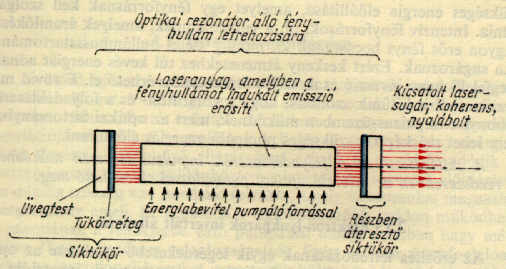 Optikai rezonátor álló fény-
hullám létrehozására
Laseranyag, amelyben a
fényhullámot indukált emisszió
erősíti
Kicsatolt laser-
sugár; koherens,
nyalábolt
Üvegtest
Tükörréteg
Síktükör
Energiabevitel pumpáló forrással
Részben
áteresztő
síktükör